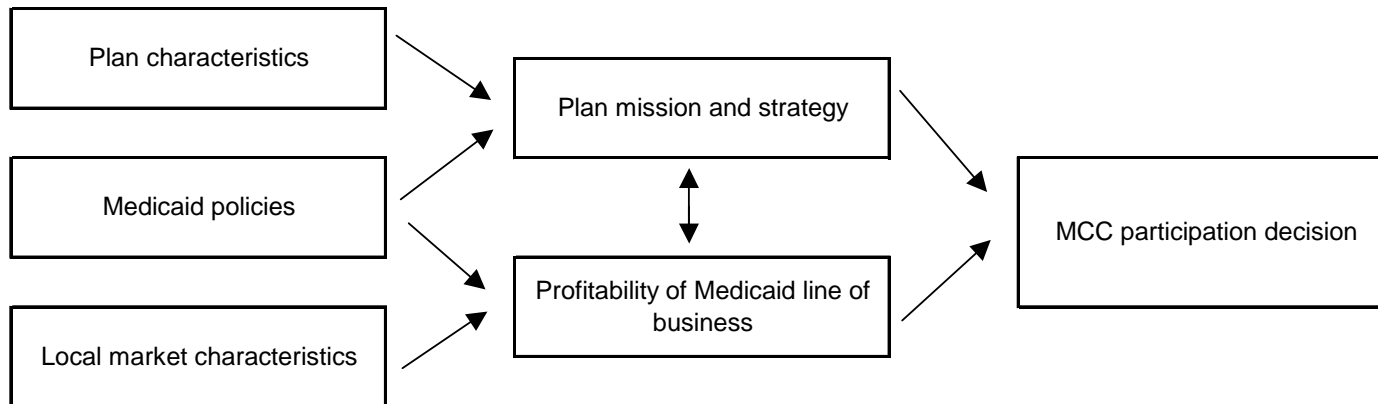 Plan characteristics
Medicaid policies
Local market characteristics
Plan mission and strategy
Profitability of Medicaid line of
business
MCC participation decision